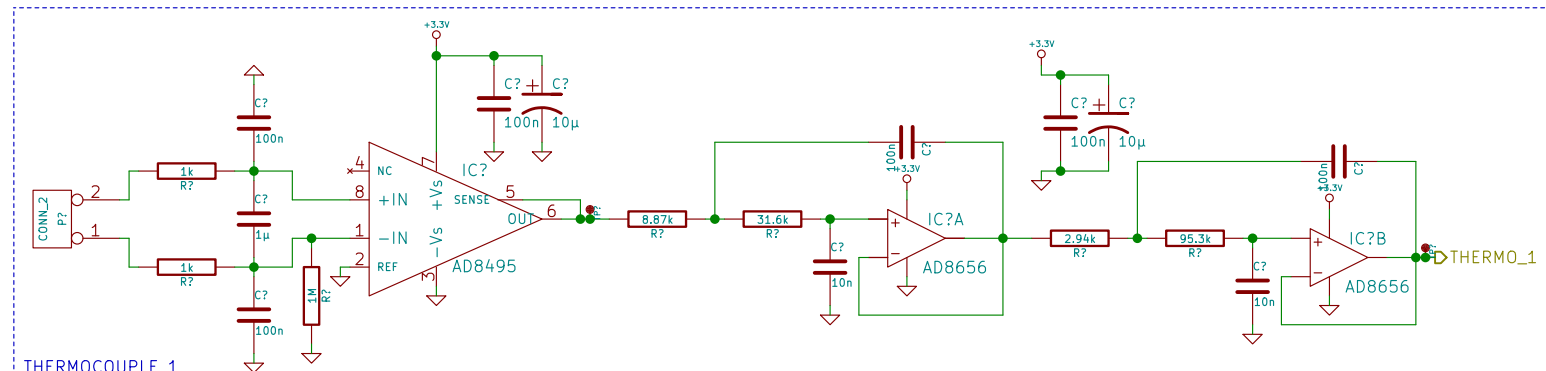 +3.3V
C?
100n
C?
10µ
+3.3V
C?
100n
C?
10µ
C?
100n
CONN_2
P?
2
1
1k
R?
C?
1µ
1k
R?
C?
100n
1M
R?
4
NC
8
+IN
1
-IN
2
REF
7
+Vs
-Vs
3
IC?
SENSE
5
OUT
6
AD8495
P?
8.87k
R?
31.6k
R?
C?
10n
100n
C?
+3.3V
+
-
IC?A
AD8656
2.94k
R?
95.3k
R?
C?
10n
100n
C?
+3.3V
+
-
IC?B
AD8656
P?
THERMO_1
THERMOCOUPLE 1